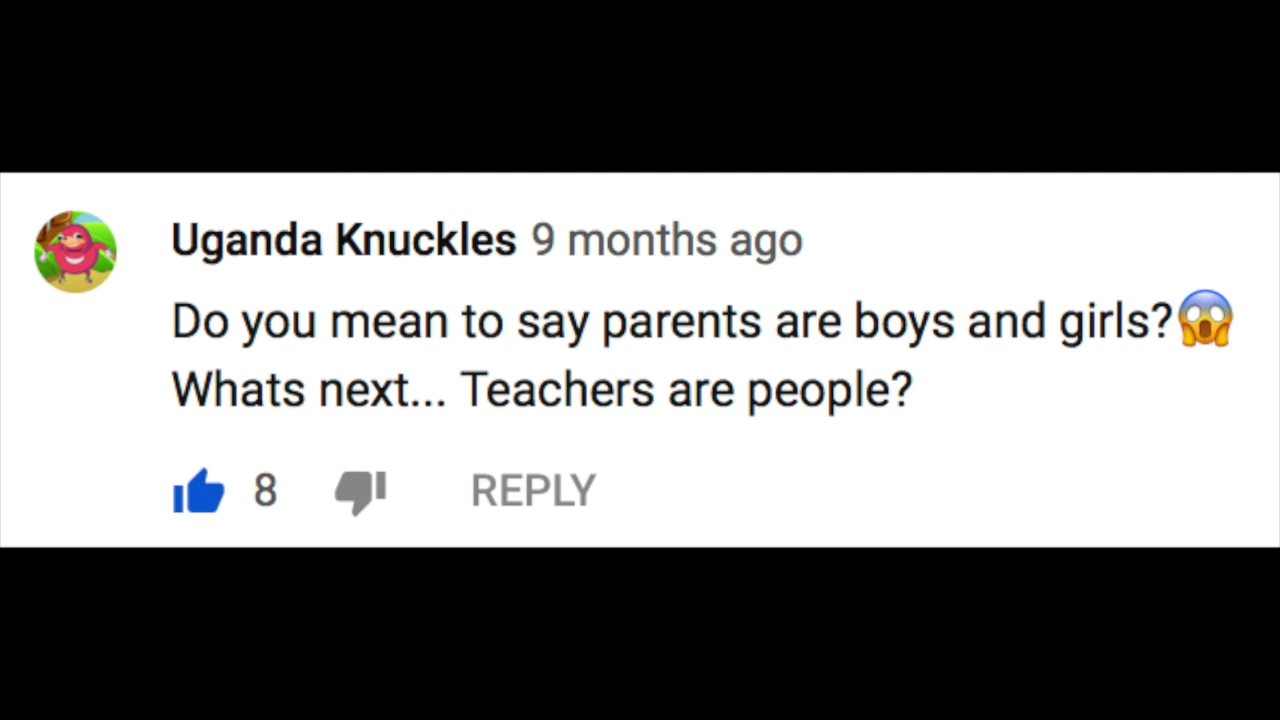 Uganda Knuckles 9 months ago
Do you mean to say parents are boys and girls?😱
Whats next... Teachers are people?
8 REPLY